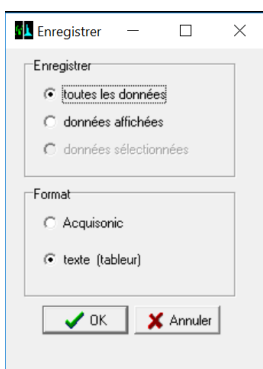 Enregistrer
Enregistrer
toutes les données
données affichées
données sélectionnées
Format
Acquisonic
texte (tableur)
OK
Annuler